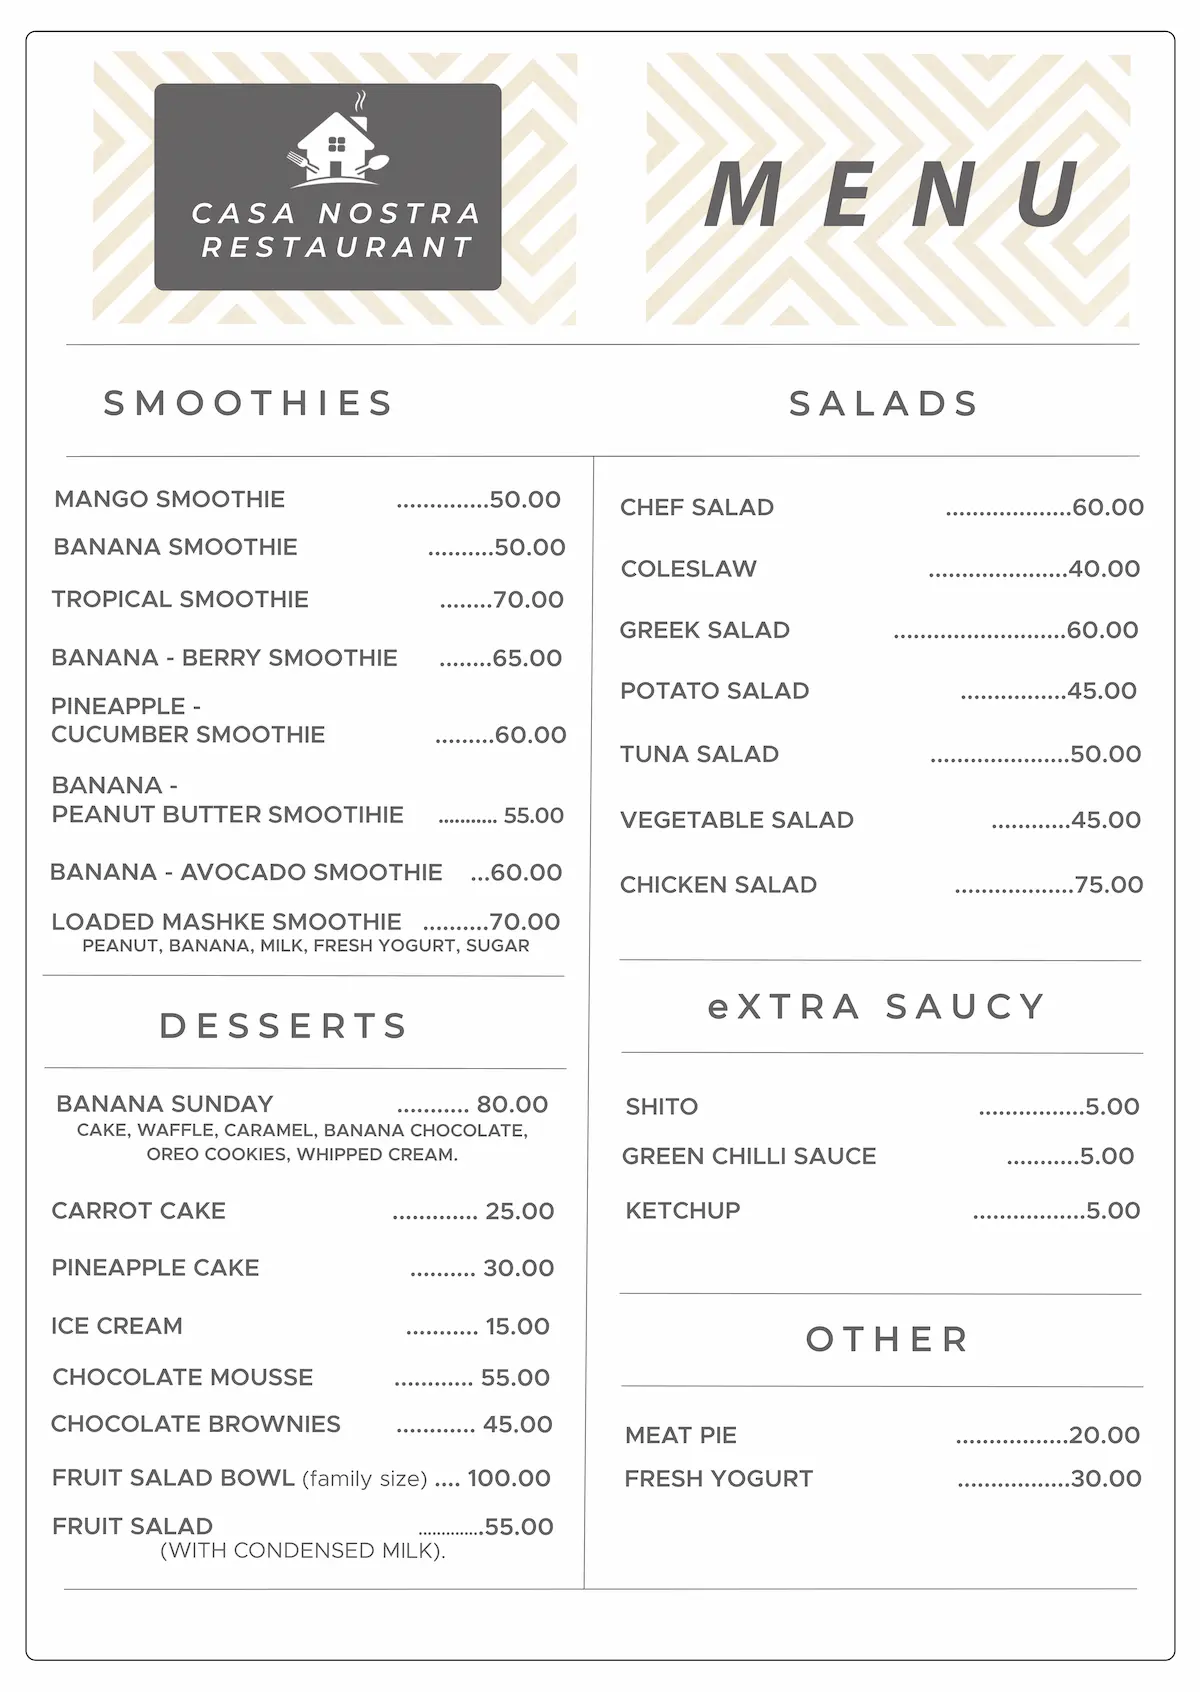 CASA NOSTRA
RESTAURANT
MENU
SMOOTHIES
MANGO SMOOTHIE ..............50.00
BANANA SMOOTHIE ..........50.00
TROPICAL SMOOTHIE ........70.00
BANANA - BERRY SMOOTHIE ........65.00
PINEAPPLE -
CUCUMBER SMOOTHIE .........60.00
BANANA -
PEANUT BUTTER SMOOTIHIE ........... 55.00
BANANA - AVOCADO SMOOTHIE ...60.00
LOADED MASHKE SMOOTHIE ..........70.00
PEANUT, BANANA, MILK, FRESH YOGURT, SUGAR
DESSERTS
BANANA SUNDAY ........... 80.00
CAKE, WAFFLE, CARAMEL, BANANA CHOCOLATE,
OREO COOKIES, WHIPPED CREAM.
CARROT CAKE ............. 25.00
PINEAPPLE CAKE .......... 30.00
ICE CREAM ........... 15.00
CHOCOLATE MOUSSE ............ 55.00
CHOCOLATE BROWNIES ............ 45.00
FRUIT SALAD BOWL (family size) .... 100.00
FRUIT SALAD ..............55.00
(WITH CONDENSED MILK).
SALADS
CHEF SALAD ...................60.00
COLESLAW .....................40.00
GREEK SALAD ..........................60.00
POTATO SALAD ................45.00
TUNA SALAD .....................50.00
VEGETABLE SALAD ............45.00
CHICKEN SALAD ..................75.00
eXTRA SAUCY
SHITO ................5.00
GREEN CHILLI SAUCE ...........5.00
KETCHUP .................5.00
OTHER
MEAT PIE .................20.00
FRESH YOGURT .................30.00